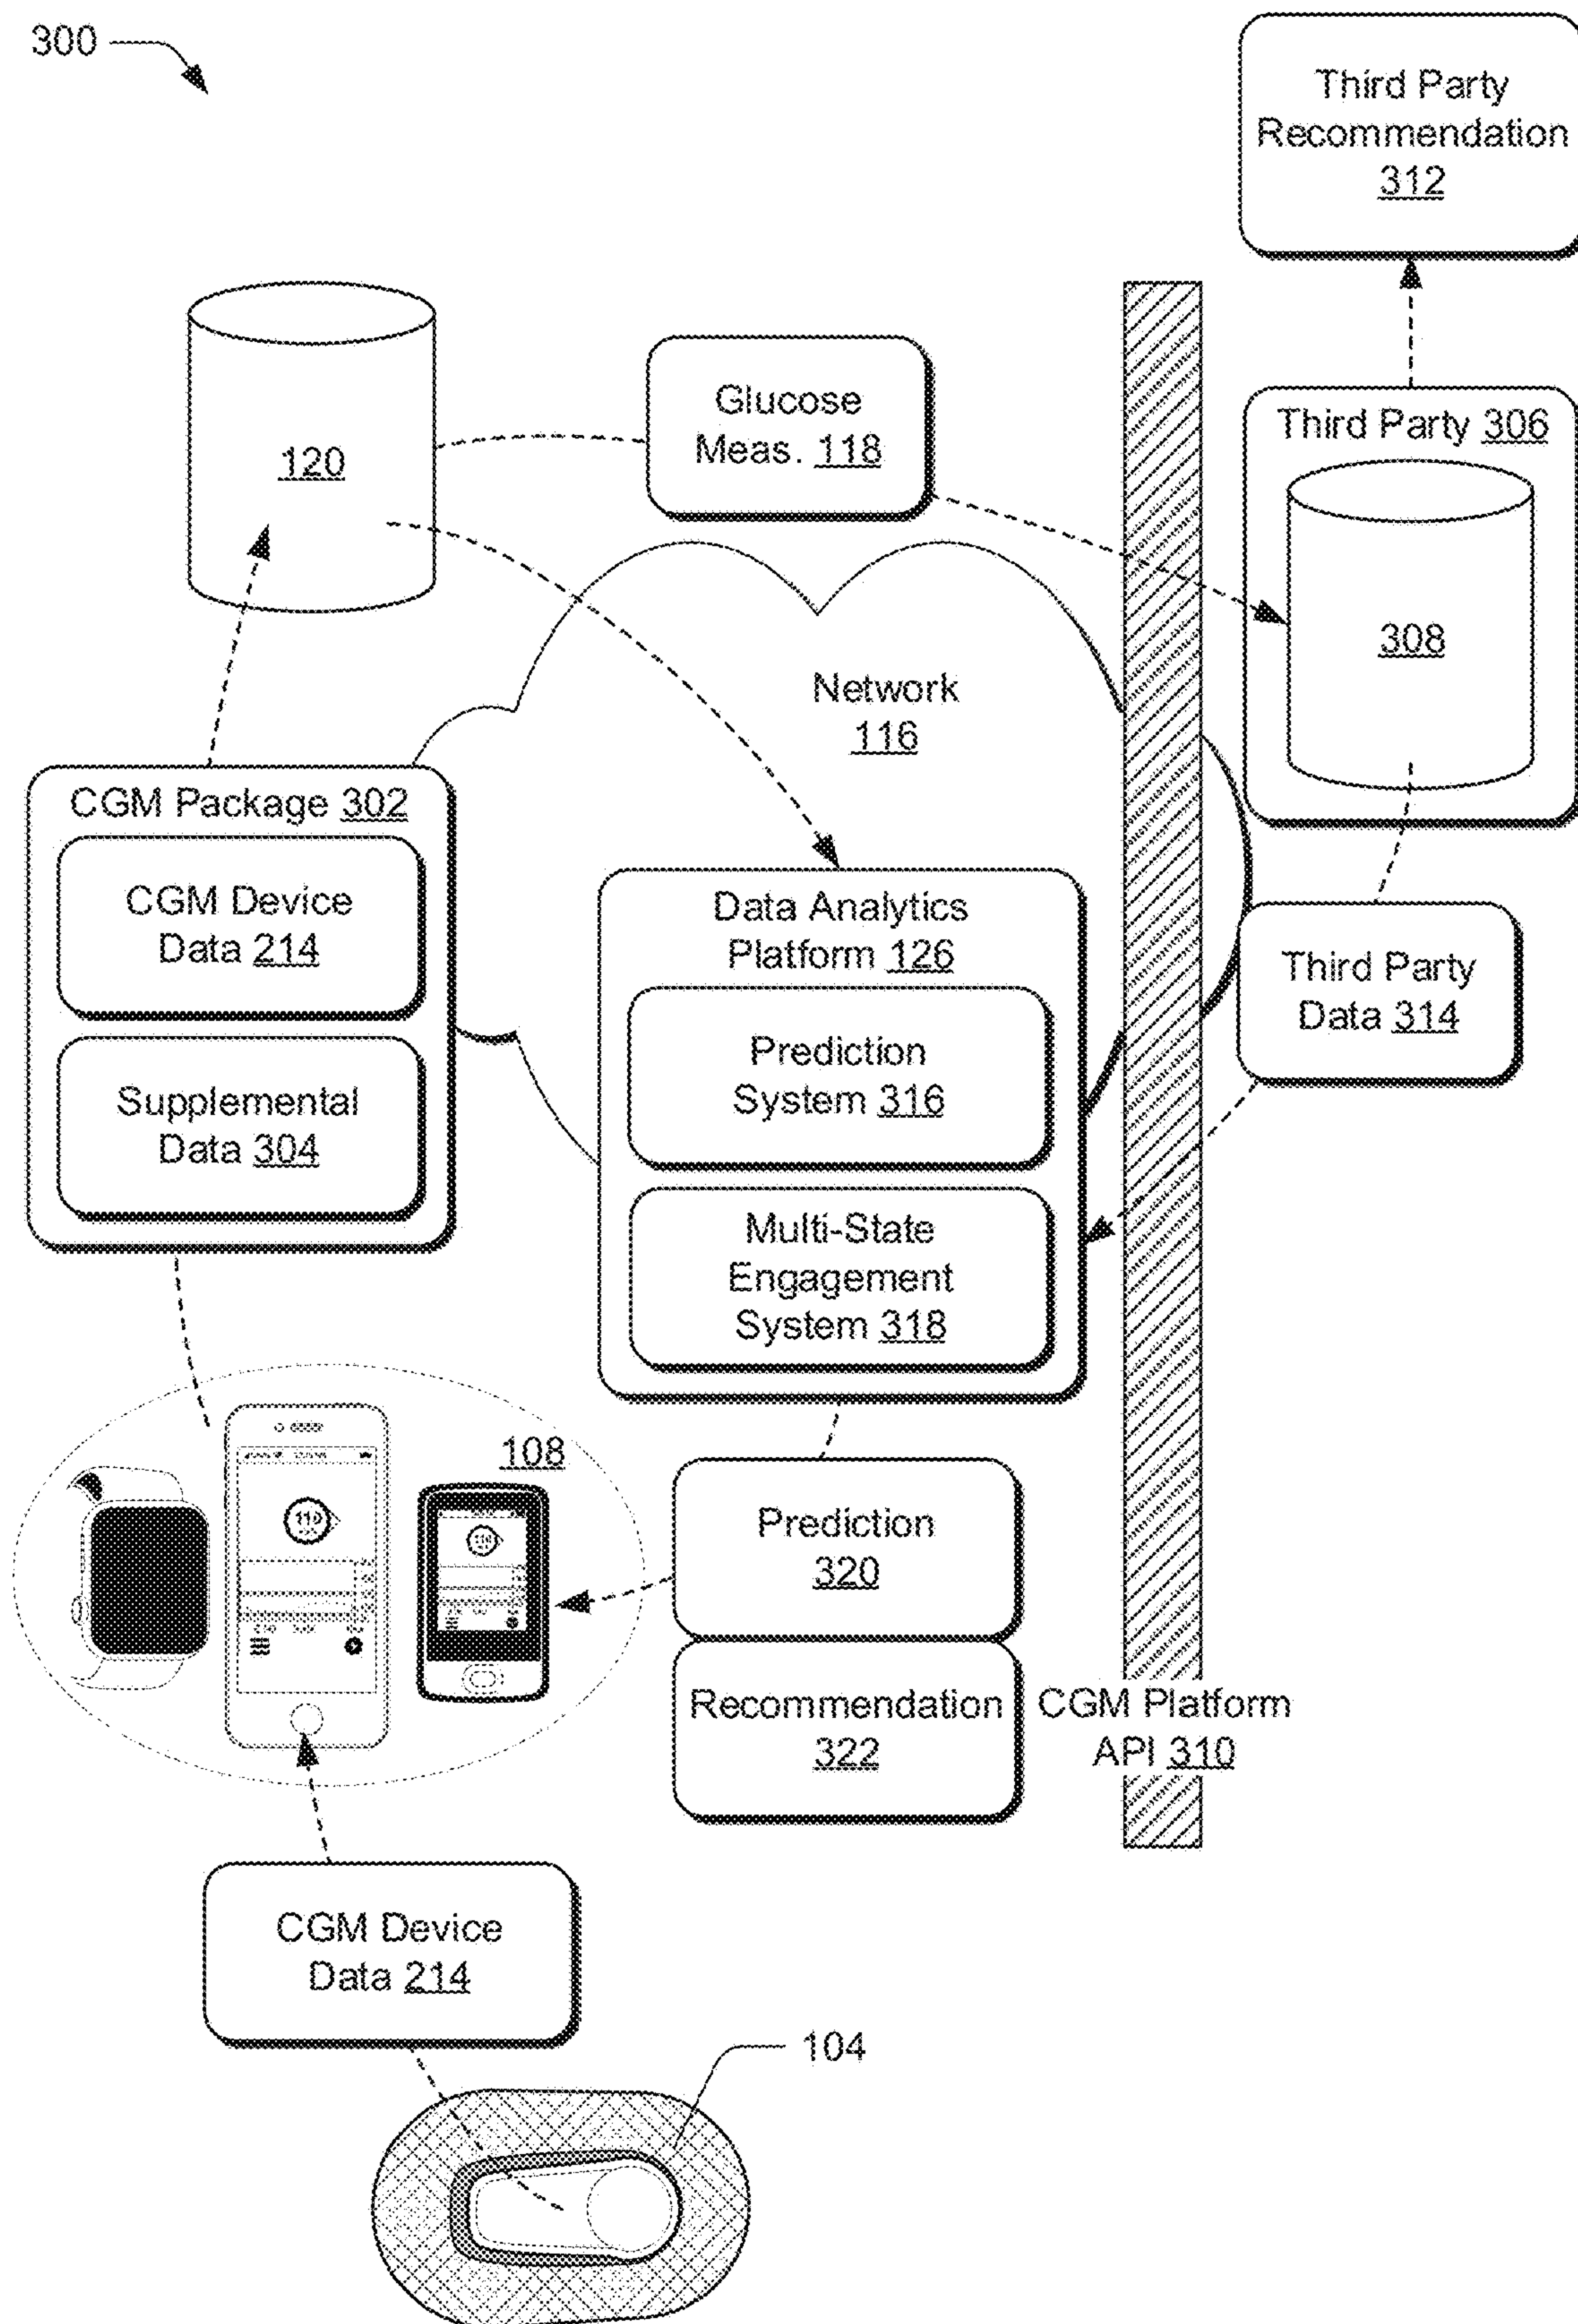 300
Third Party
Recommendation
312
120
Glucose
Meas. 118
Third Party 306
308
Network
116
CGM Package 302
CGM Device
Data 214
Supplemental
Data 304
Data Analytics
Platform 126
Prediction
System 316
Multi-State
Engagement
System 318
Third Party
Data 314
108
110
110
Prediction
320
Recommendation
322
CGM Platform
API 310
CGM Device
Data 214
104